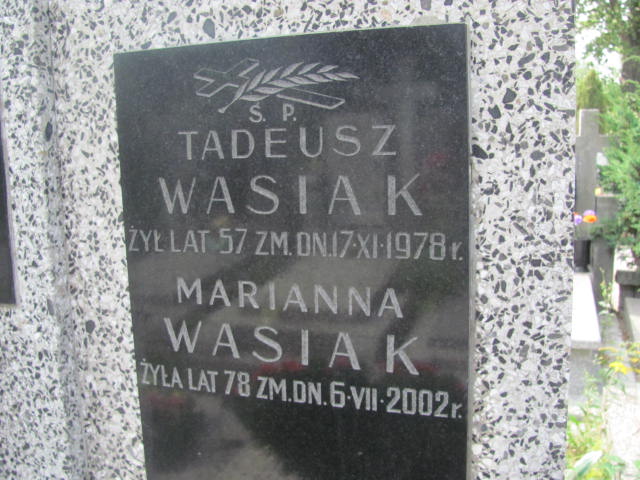 Ś. P.
TADEUSZ
WASIAK
ŻYŁ LAT 57 ZM. DN. 17·XI·1978 r.
MARIANNA
WASIAK
ŻYŁA LAT 78 ZM. DN. 6·VII·2002 r.